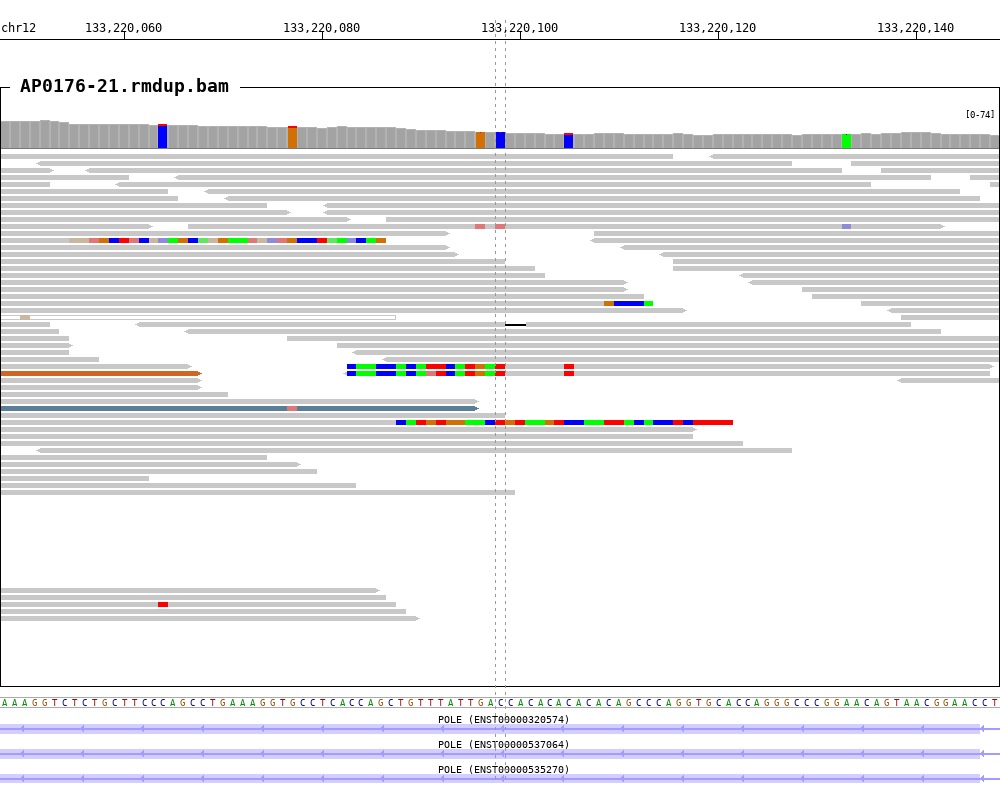 chr12 133,220,060 133,220,080 133,220,100 133,220,120 133,220,140
AP0176-21.rmdup.bam
[0-74]
AAAGGTCTCTGCTTCCCAGCCTGAAAGGTGCCTCACCAGCTGTTTATTGACCACACACACACAGCCCAGGTGCACCAGGGCCCGGAACAGTAACGGAACCT
POLE (ENST00000320574)
POLE (ENST00000537064)
POLE (ENST00000535270)